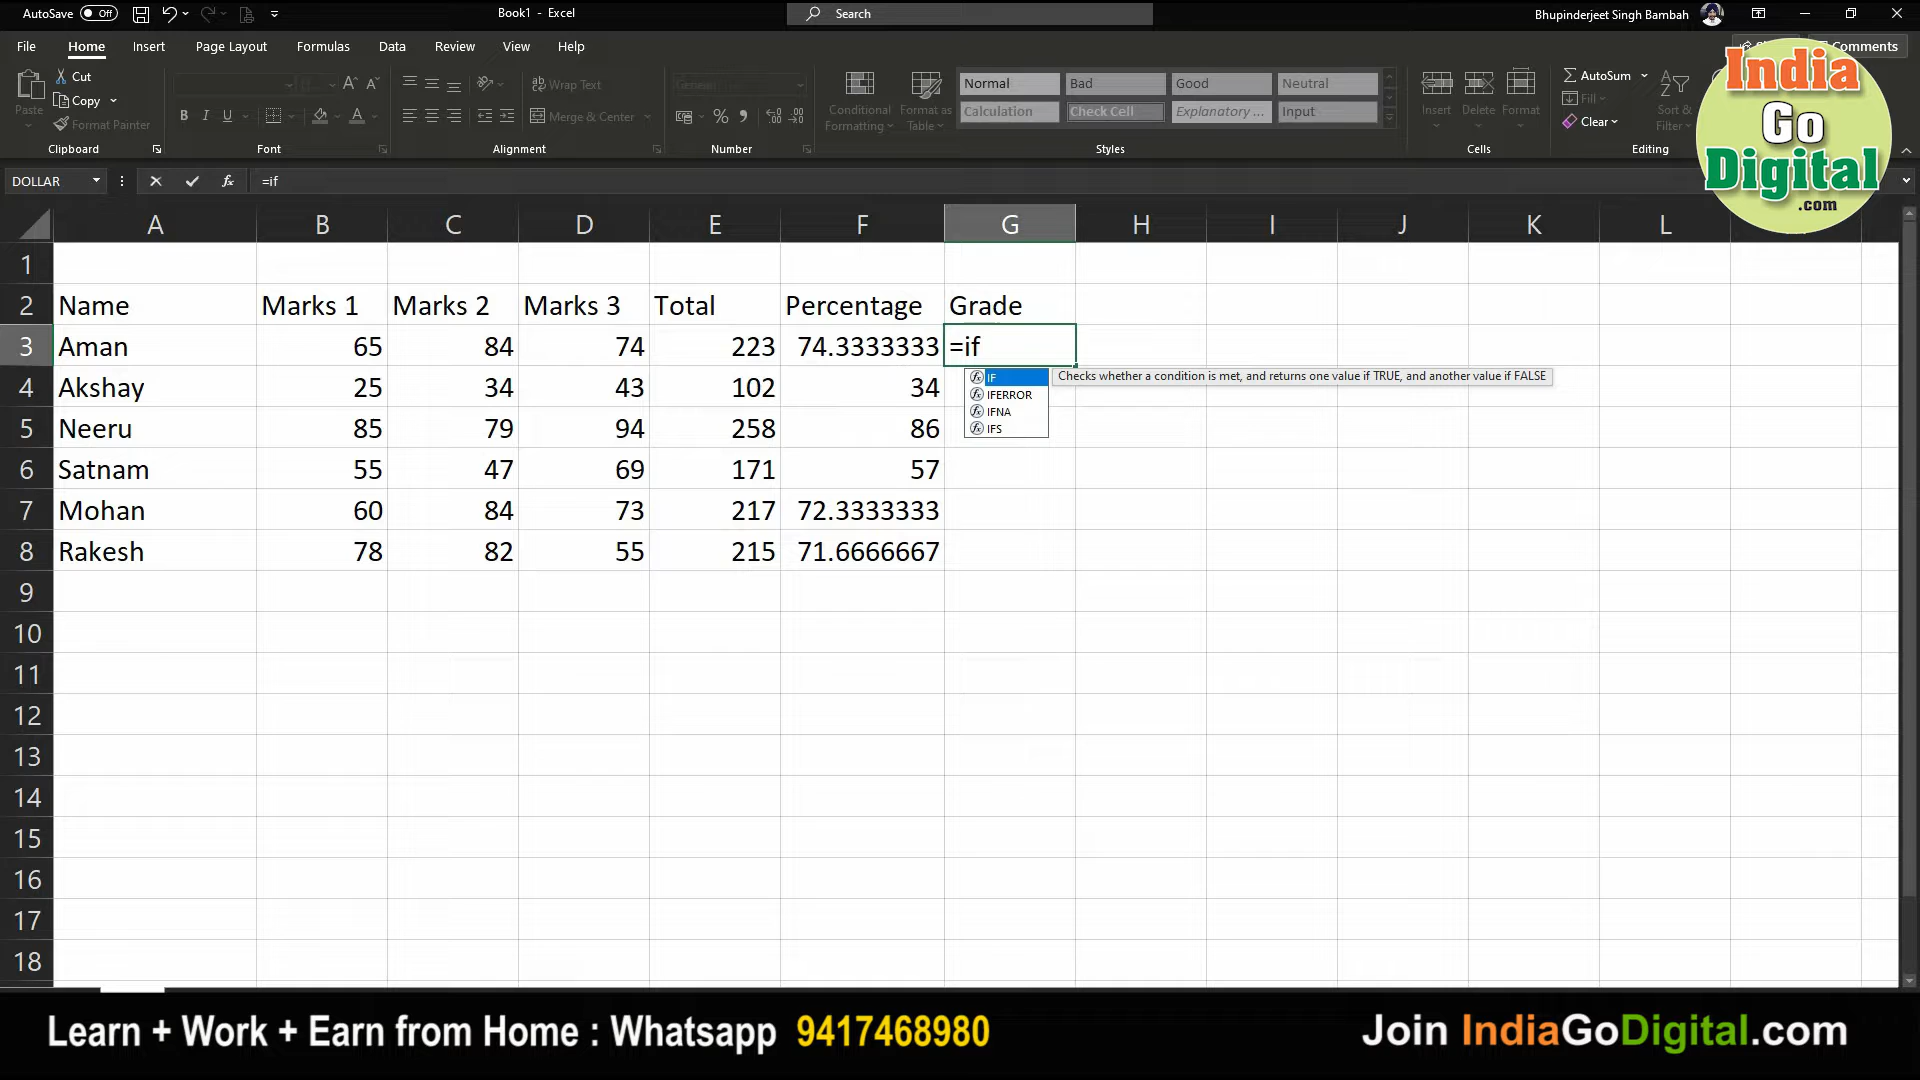 AutoSave Off Book1 - Excel Search Bhupinderjeet Singh Bambah
File Home Insert Page Layout Formulas Data Review View Help Comments
Cut
Copy
Format Painter
Paste
Clipboard
B I U A
Font
Wrap Text
Merge & Center
Alignment
General
%
Number
Conditional Formatting
Format as Table
Normal Bad Good Neutral
Calculation Check Cell Explanatory ... Input
Styles
Insert Delete Format
Cells
AutoSum
Fill
Clear
Sort & Filter
Editing
India
Go
Digital
.com
DOLLAR fx =if
A B C D E F G H I J K L
1
2 Name Marks 1 Marks 2 Marks 3 Total Percentage Grade
3 Aman 65 84 74 223 74.3333333 =if
IF Checks whether a condition is met, and returns one value if TRUE, and another value if FALSE
IFERROR
IFNA
IFS
4 Akshay 25 34 43 102 34
5 Neeru 85 79 94 258 86
6 Satnam 55 47 69 171 57
7 Mohan 60 84 73 217 72.3333333
8 Rakesh 78 82 55 215 71.6666667
9
10
11
12
13
14
15
16
17
18
Learn + Work + Earn from Home : Whatsapp 9417468980 Join IndiaGoDigital.com